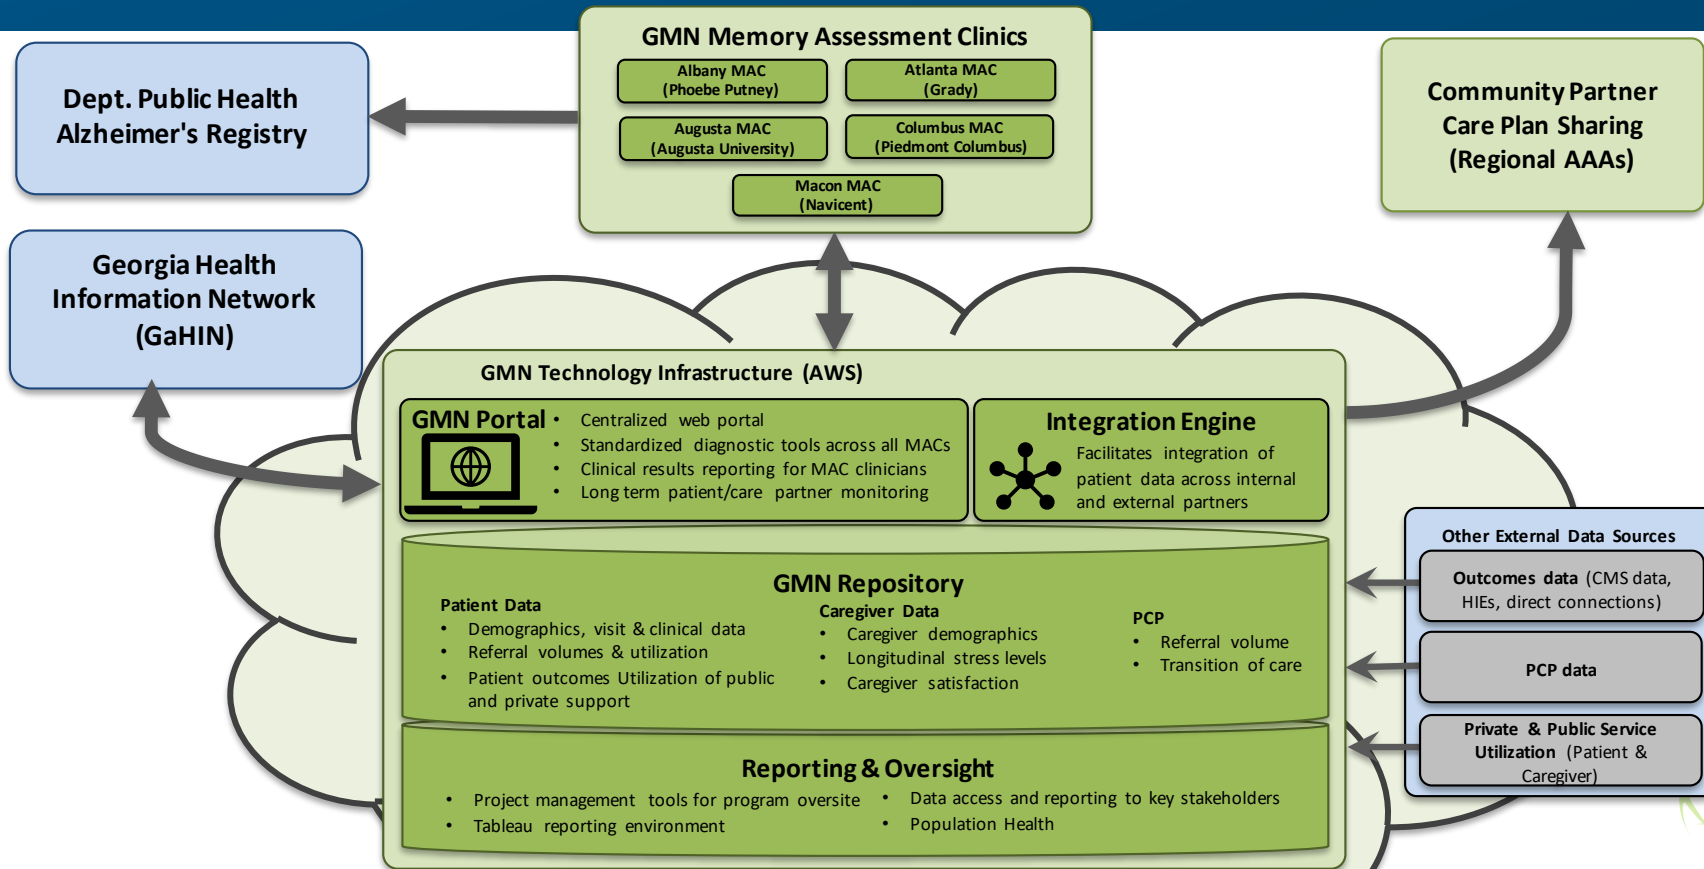 GMN Memory Assessment Clinics
Albany MAC
(Phoebe Putney)
Atlanta MAC
(Grady)
Augusta MAC
(Augusta University)
Columbus MAC
(Piedmont Columbus)
Macon MAC
(Navicent)
Dept. Public Health
Alzheimer's Registry
Community Partner
Care Plan Sharing
(Regional AAAs)
Georgia Health
Information Network
(GaHIN)
GMN Technology Infrastructure (AWS)
GMN Portal
• Centralized web portal
• Standardized diagnostic tools across all MACs
• Clinical results reporting for MAC clinicians
• Long term patient/care partner monitoring
Integration Engine
Facilitates integration of
patient data across internal
and external partners
GMN Repository
Patient Data
• Demographics, visit & clinical data
• Referral volumes & utilization
• Patient outcomes Utilization of public
and private support
Caregiver Data
• Caregiver demographics
• Longitudinal stress levels
• Caregiver satisfaction
PCP
• Referral volume
• Transition of care
Reporting & Oversight
• Project management tools for program oversite
• Tableau reporting environment
• Data access and reporting to key stakeholders
• Population Health
Other External Data Sources
Outcomes data (CMS data,
HIEs, direct connections)
PCP data
Private & Public Service
Utilization (Patient &
Caregiver)